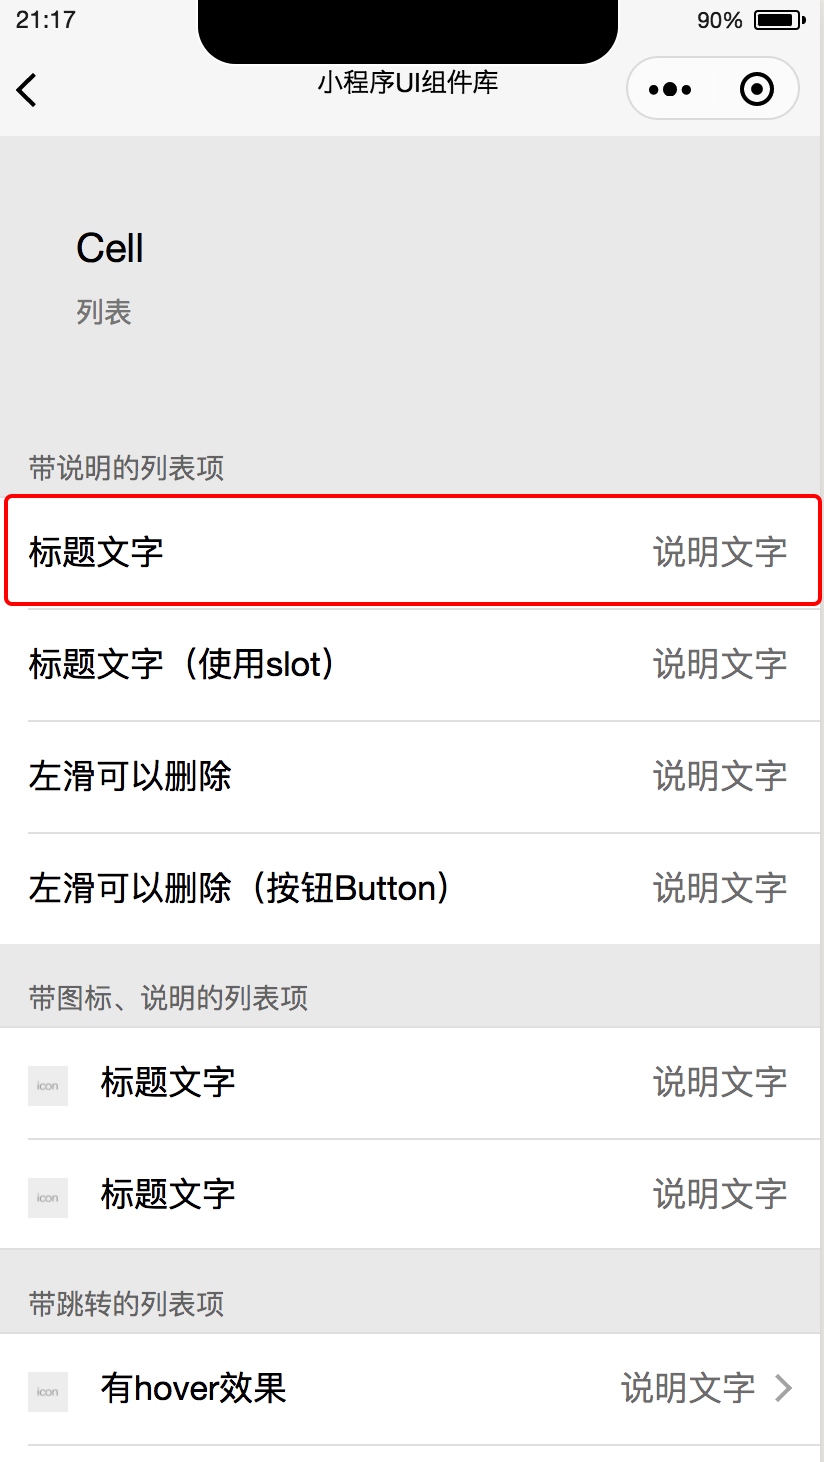 21:17
90%
小程序UI组件库
Cell
列表
带说明的列表项
标题文字 说明文字
标题文字（使用slot） 说明文字
左滑可以删除 说明文字
左滑可以删除（按钮Button） 说明文字
带图标、说明的列表项
icon 标题文字 说明文字
icon 标题文字 说明文字
带跳转的列表项
icon 有hover效果 说明文字